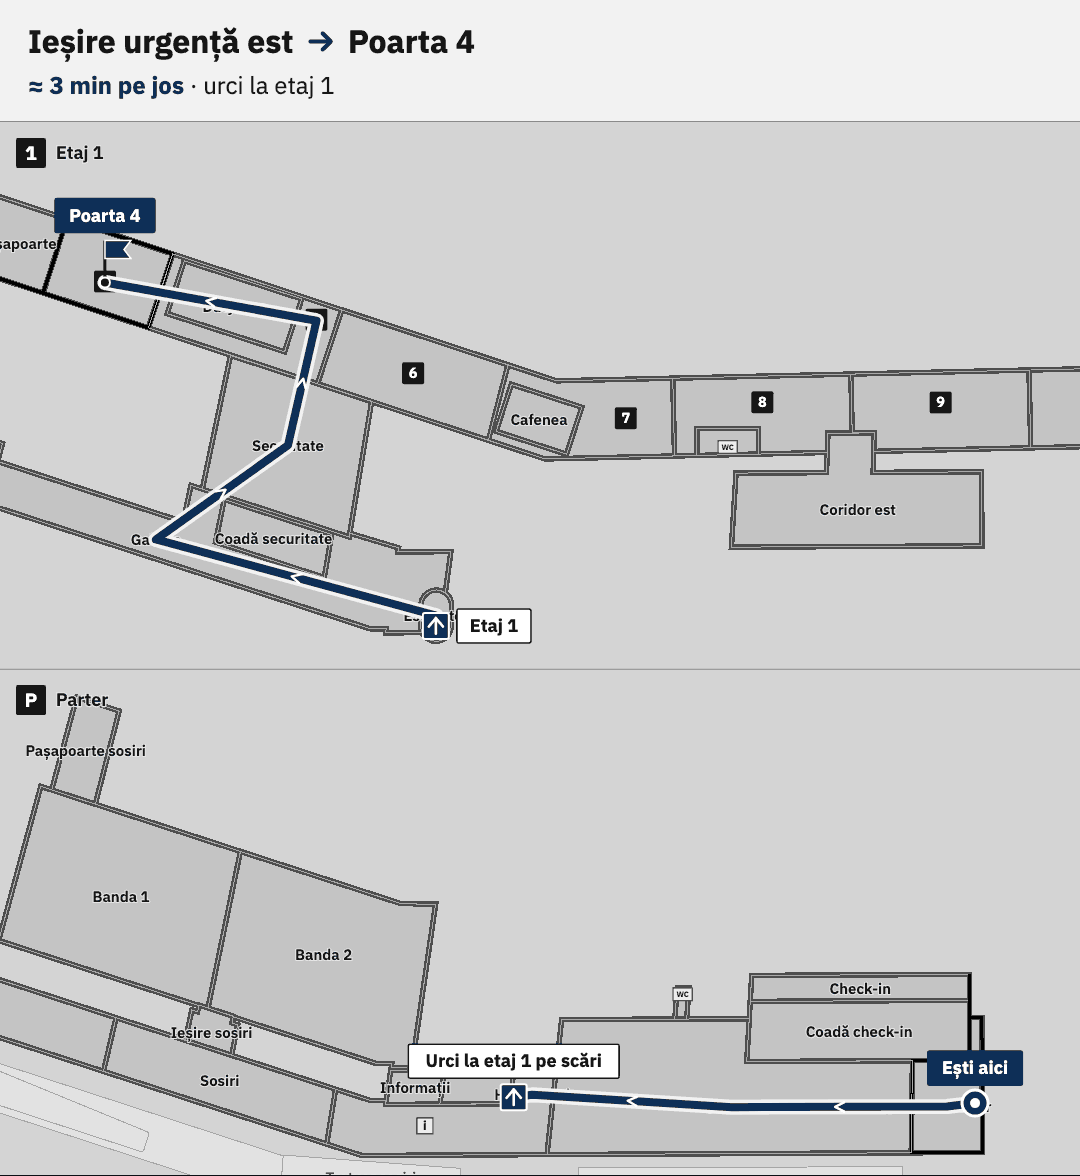 Ieșire urgență est → Poarta 4
≈ 3 min pe jos · urci la etaj 1
1 Etaj 1
Poarta 4
6
7
8
9
Cafenea
WC
Coridor est
Coadă securitate
Etaj 1
P Parter
Pașapoarte sosiri
Banda 1
Banda 2
Ieșire sosiri
Sosiri
Informații
i
Urci la etaj 1 pe scări
WC
Check-in
Coadă check-in
Ești aici